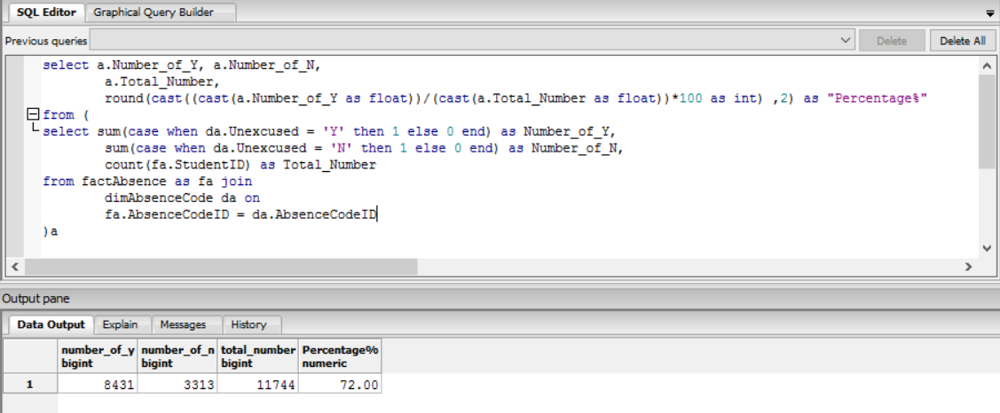 SQL Editor Graphical Query Builder
Previous queries Delete Delete All
select a.Number_of_Y, a.Number_of_N,
a.Total_Number,
round(cast((cast(a.Number_of_Y as float))/(cast(a.Total_Number as float))*100 as int) ,2) as "Percentage%"
from (
select sum(case when da.Unexcused = 'Y' then 1 else 0 end) as Number_of_Y,
sum(case when da.Unexcused = 'N' then 1 else 0 end) as Number_of_N,
count(fa.StudentID) as Total_Number
from factAbsence as fa join
dimAbsenceCode da on
fa.AbsenceCodeID = da.AbsenceCodeID
)a
Output pane
Data Output Explain Messages History
number_of_y number_of_n total_number Percentage%
bigint bigint bigint numeric
1 8431 3313 11744 72.00